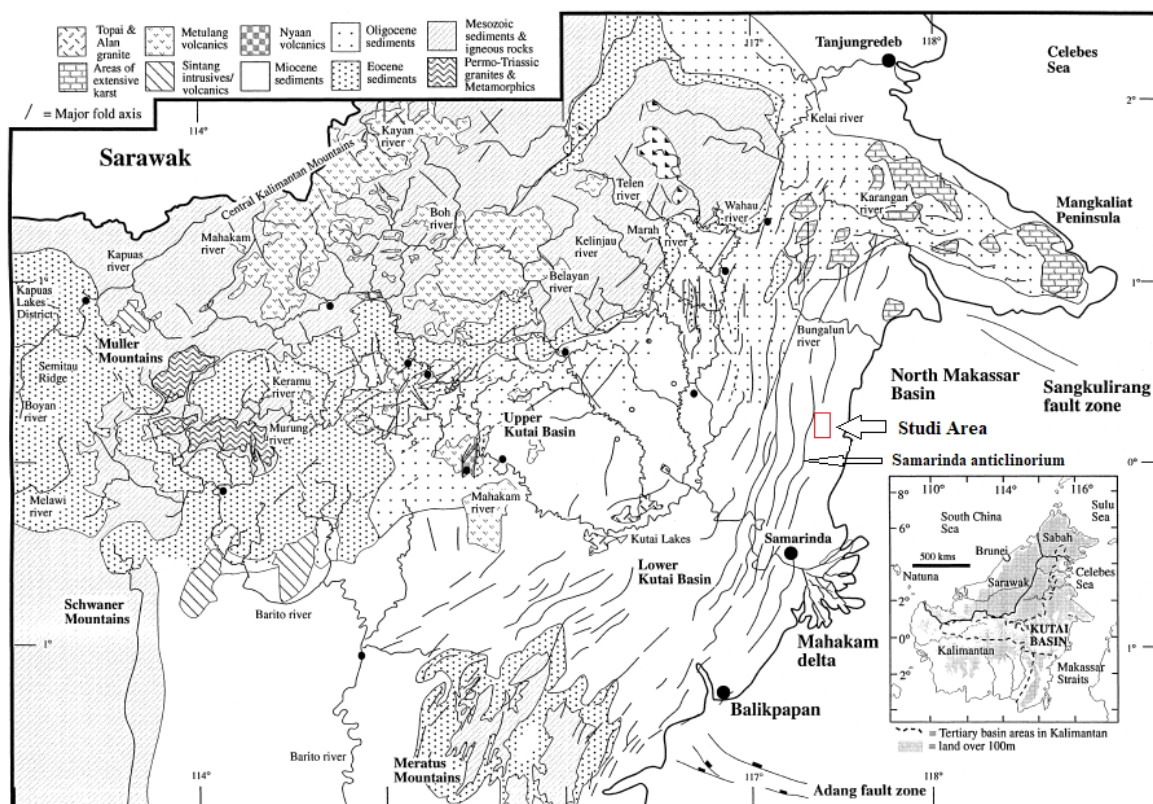 Topai &
Alan
granite
Metulang
volcanics
Nyaan
volcanics
Oligocene
sediments
Mesozoic
sediments &
igneous rocks
Areas of
extensive
karst
Sintang
intrusives/
volcanics
Miocene
sediments
Eocene
sediments
Permo-Triassic
granites &
Metamorphics
/ = Major fold axis
117°
118°
Tanjungredeb
Celebes
Sea
2°
114°
Sarawak
Kayan
river
Central Kalimantan Mountains
Kelai river
Telen
river
Wahau
river
Karangan
river
Mangkaliat
Peninsula
Boh
river
Mahakam
river
Kelinjau
river
Marah
river
Kapuas
river
Belayan
river
1°
1°
Kapuas
Lakes
District
Muller
Mountains
Bungalun
river
Semitau
Ridge
North Makassar
Basin
Sangkulirang
fault zone
Keramu
river
Boyan
river
Murung
river
Upper
Kutai Basin
Studi Area
Samarinda anticlinorium
0°
Melawi
river
Mahakam
river
Kutai Lakes
Samarinda
Lower
Kutai Basin
Schwaner
Mountains
Barito river
Mahakam
delta
1°
1°
Balikpapan
Barito
river
Meratus
Mountains
114°
117°
118°
Adang fault zone
110°
114°
116°
8°
6°
4°
2°
0°
2°
South China
Sea
Sulu
Sea
Brunei
Sabah
500 kms
Natuna
Sarawak
Celebes
Sea
KUTAI
BASIN
Kalimantan
Makassar
Straits
= Tertiary basin areas in Kalimantan
= land over 100m